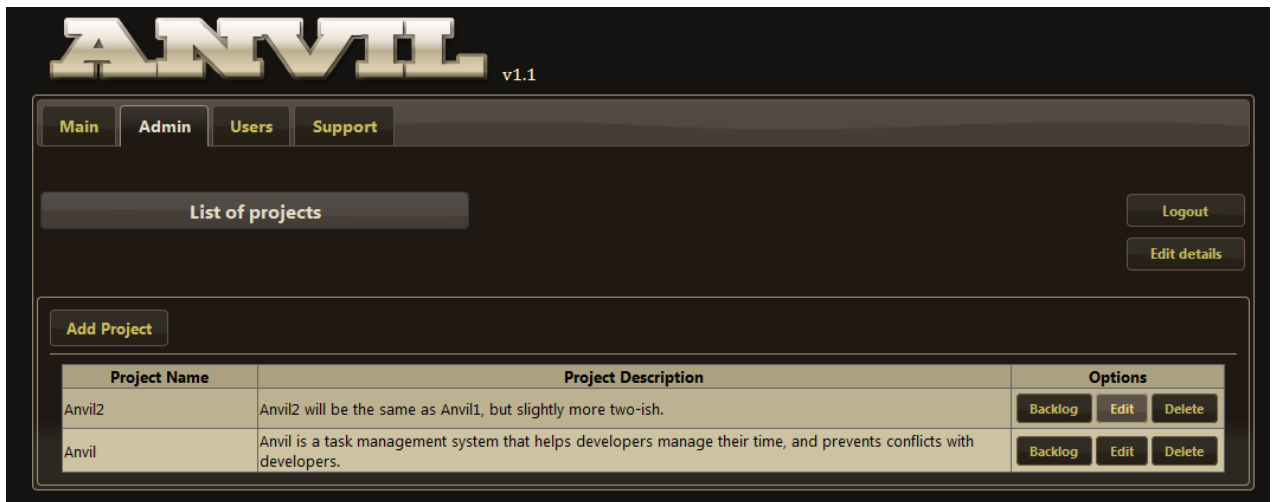 ANVIL v1.1
Main Admin Users Support
List of projects
Logout
Edit details
Add Project
Project Name Project Description Options
Anvil2 Anvil2 will be the same as Anvil1, but slightly more two-ish. Backlog Edit Delete
Anvil Anvil is a task management system that helps developers manage their time, and prevents conflicts with
developers. Backlog Edit Delete